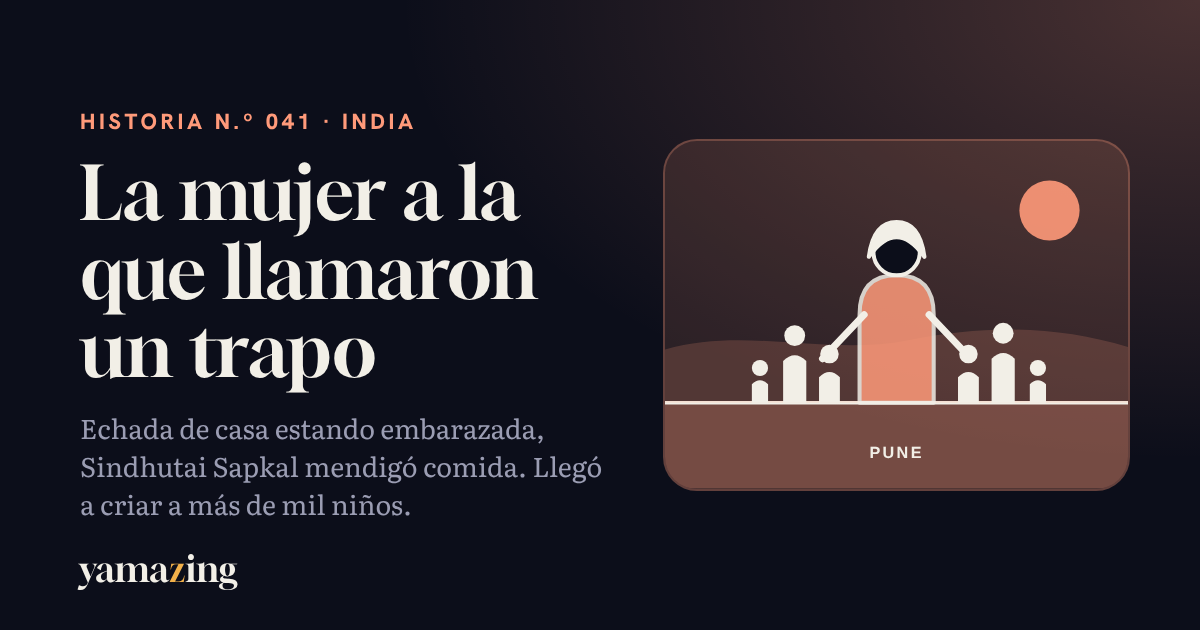 HISTORIA N.º 041 · INDIA
La mujer a la
que llamaron
un trapo
Echada de casa estando embarazada,
Sindhutai Sapkal mendigó comida. Llegó
a criar a más de mil niños.
yamazing
PUNE